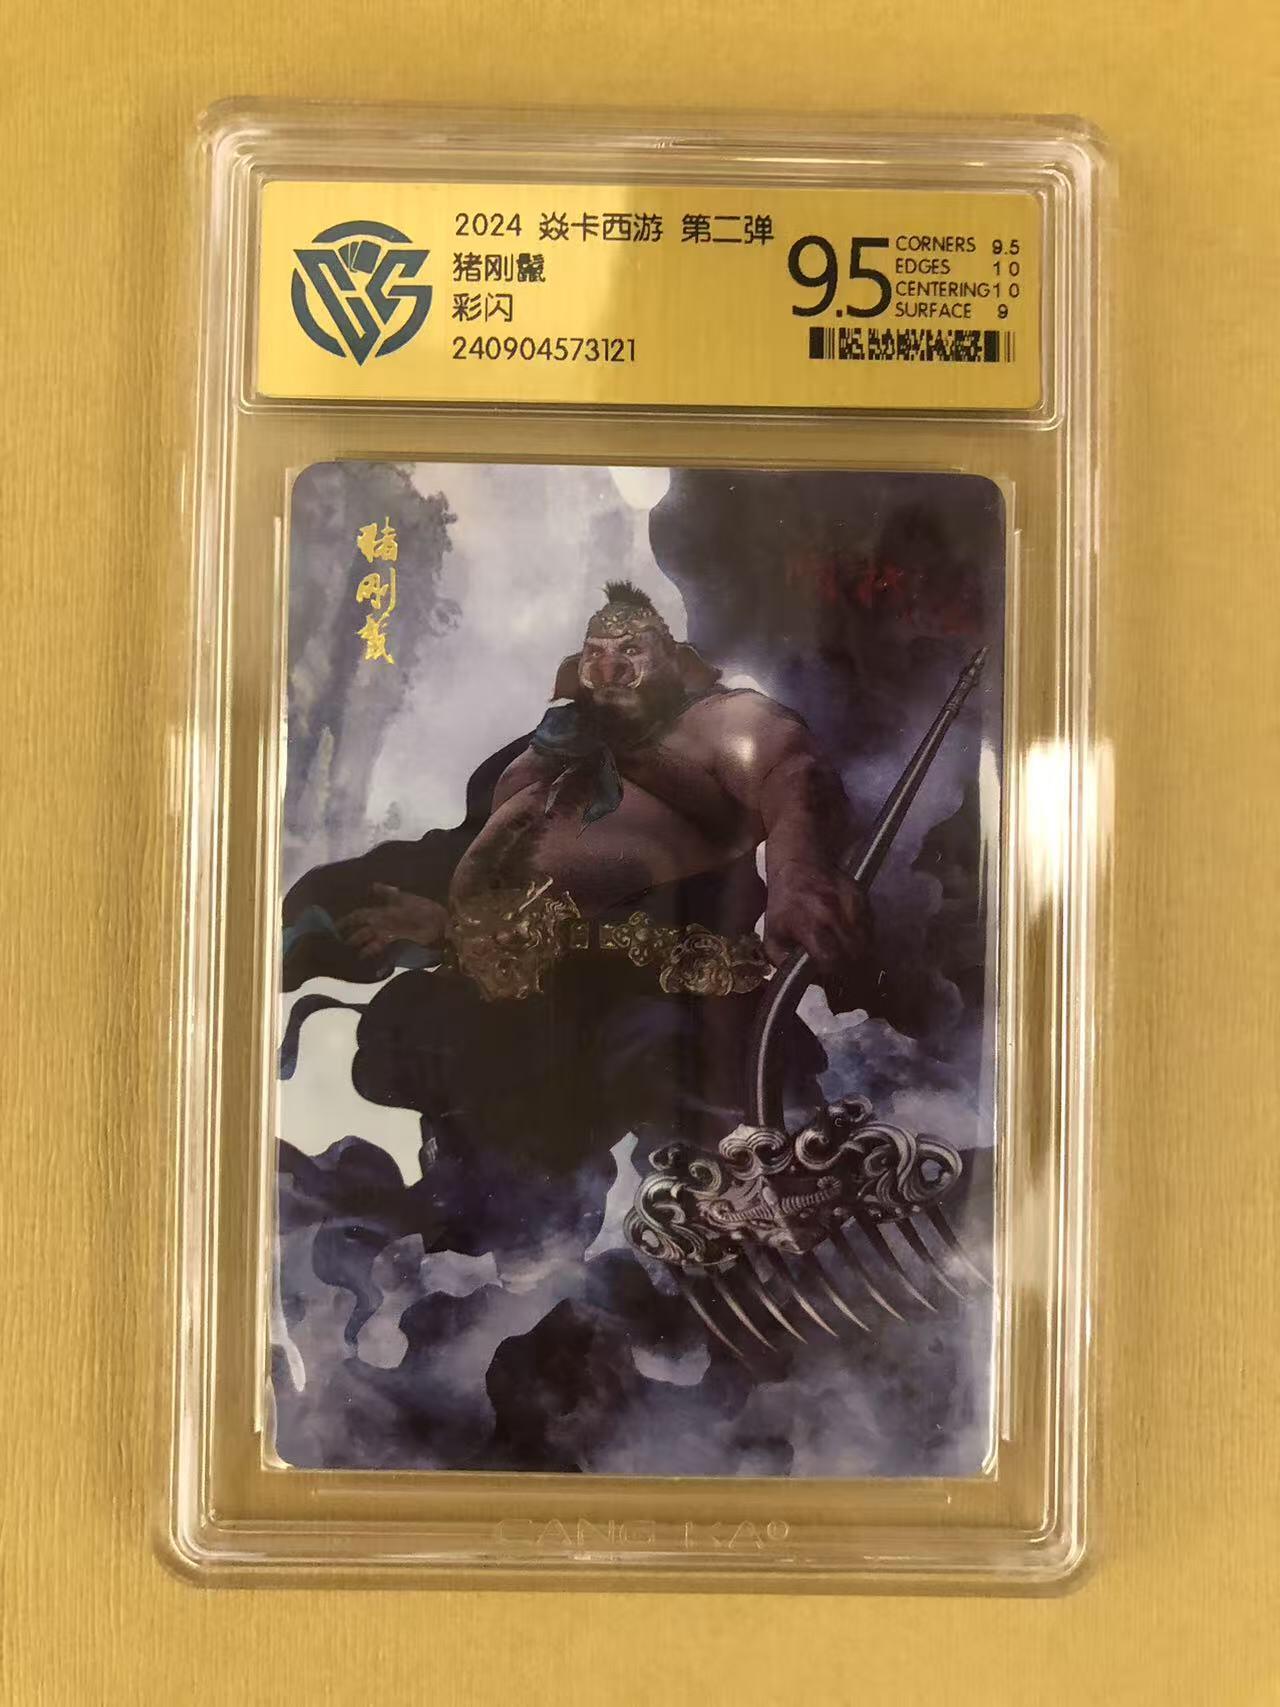 2024 焱卡西游 第二弹
猪刚鬣
彩闪
240904573121
9.5
CORNERS 9.5
EDGES 10
CENTERING 10
SURFACE 9
猪刚鬣
CANG KA